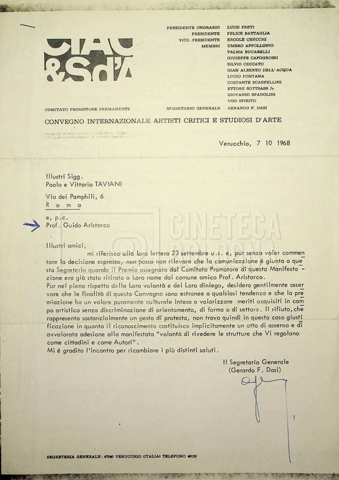 CIAC
&Sd'A
PRESIDENTE ONORARIO LUIGI PRETI
PRESIDENTE FELICE BATTAGLIA
VICE-PRESIDENTE ERCOLE CHECCHI
MEMBRI UMBRO APOLLONIO
PALMA BUCARELLI
GIUSEPPE CAPOGROSSI
SILVIO CECCATO
GIAN ALBERTO DELL'ACQUA
LUCIO FONTANA
COSTANTE SCARPELLINI
ETTORE SOTTSASS Jr.
GIOVANNI SPADOLINI
UGO SPIRITO
COMITATO PROMOTORE PERMANENTE SEGRETARIO GENERALE GERARDO F. DASI
CONVEGNO INTERNAZIONALE ARTISTI CRITICI E STUDIOSI D'ARTE
Verucchio, 7 10 1968
Illustri Sigg.
Paolo e Vittorio TAVIANI
Via dei Pamphili, 6
Roma
e, p.c.
Prof. Guido Aristarco
Illustri amici,
mi riferisco alla loro lettera 23 settembre u.s. e, pur senza voler commen
tare la decisione espressa, non posso non rilevare che la comunicazione è giunta a que
sta Segreteria quando il Premio assegnato dal Comitato Promotore di questa Manifesta
zione era già stato ritirato a Loro nome dal comune amico Prof. Aristarco.
Pur nel pieno rispetto della Loro volontà e del Loro diniego, desidero gentilmente asser
vare che le finalità di questo Convegno sono estranee a qualsiasi tendenza e che la pre
miazione ha un valore puramente culturale inteso a valorizzare meriti acquisiti in cam
po artistico senza discriminazione di orientamento, di forma o di settore. Il rifiuto, che
rappresenta sostanzialmente un gesto di protesta, non trova quindi in questo caso giusti
ficazione in quanto il riconoscimento costituisce implicitamente un atto di assenso e di
avvalorato adesione alla manifestata "volontà di rivedere le strutture che Vi regolano
come cittadini e come Autori".
Mi è gradito l'incontro per ricambiare i più distinti saluti.
Il Segretario Generale
(Gerardo F. Dasi)
CINETECA
SEGRETERIA GENERALE: 47040 VERUCCHIO (ITALIA) TELEFONO